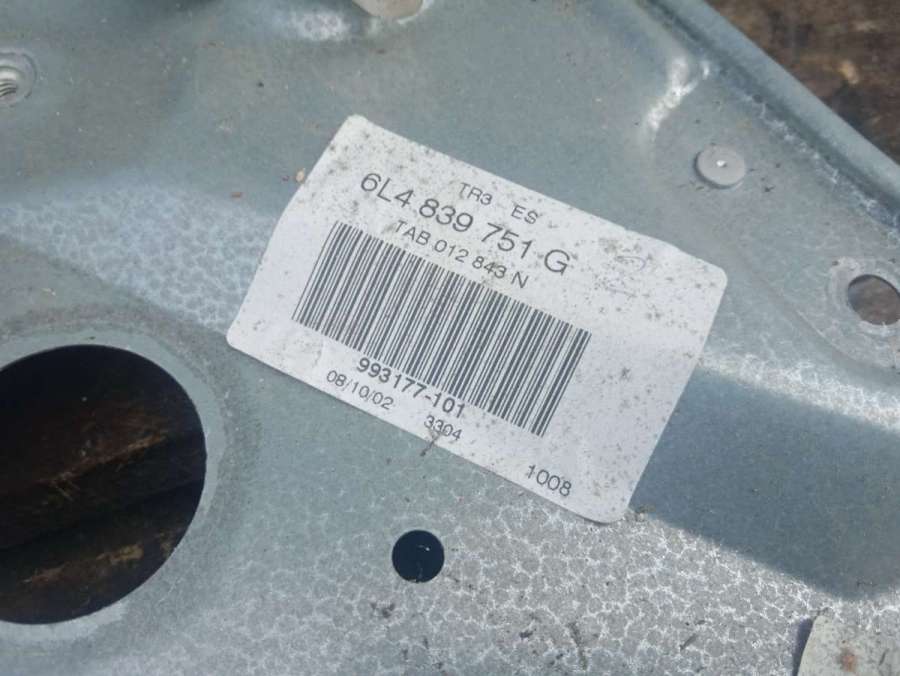 TR3 ES
6L4 839 751 G
TAB 012 843 N
993177-101
08/10/02 3304
1008